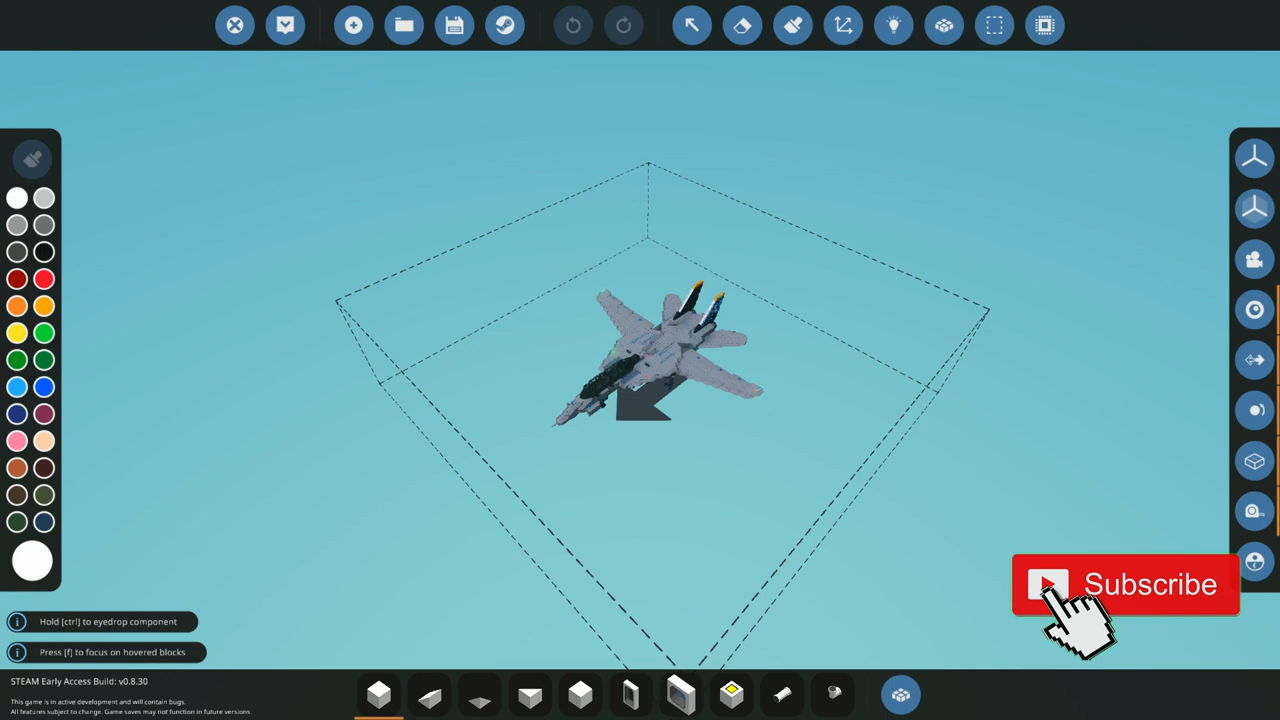 Subscribe
Hold [ctrl] to eyedrop component
Press [f] to focus on hovered blocks
STEAM Early Access Build: v0.8.30
This game is in active development and will contain bugs.
All features subject to change. Game saves may not function in future versions.